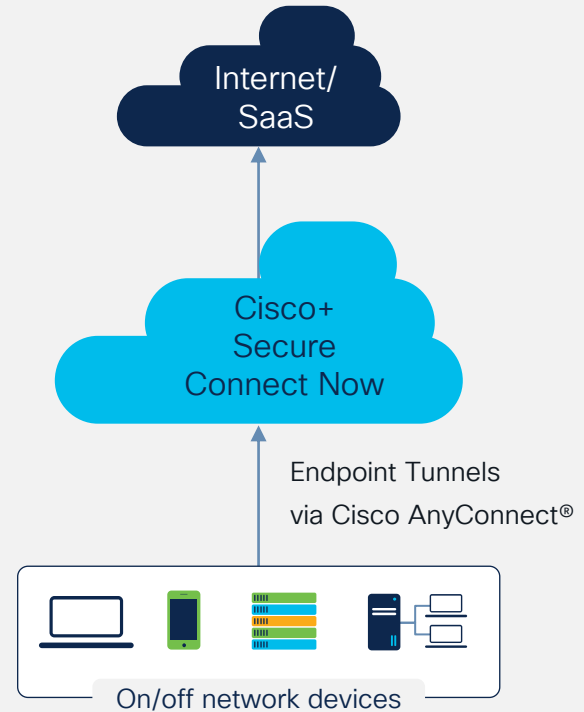 Internet/
SaaS
Cisco+
Secure
Connect Now
Endpoint Tunnels
via Cisco AnyConnect®
On/off network devices